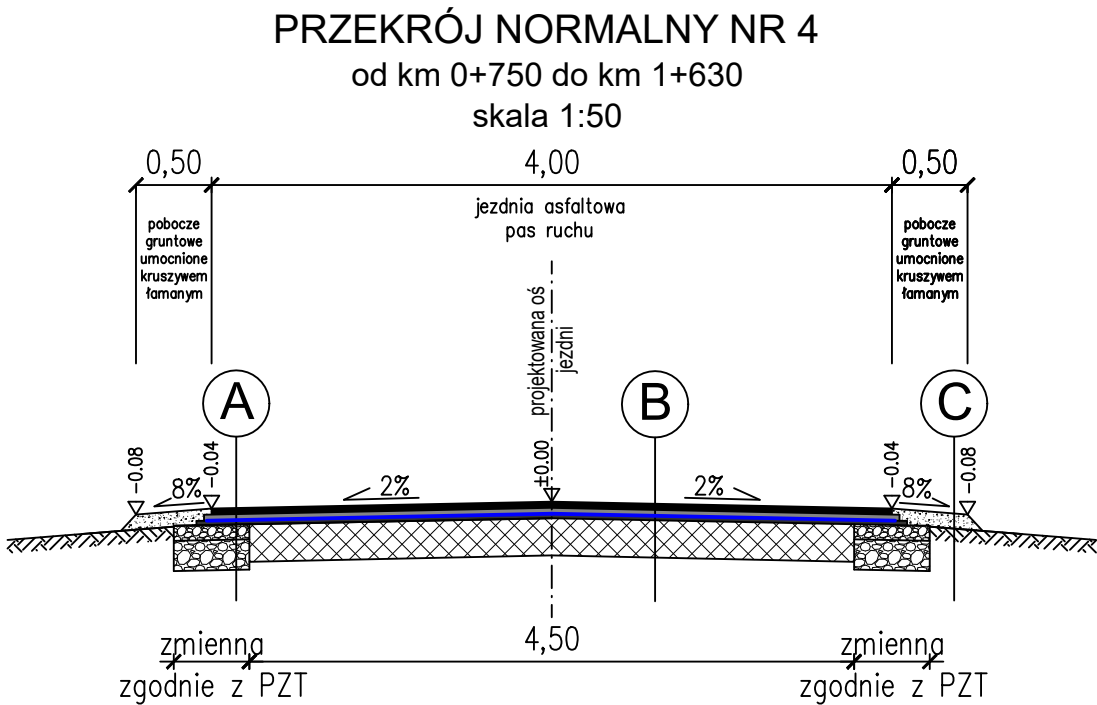 PRZEKRÓJ NORMALNY NR 4
od km 0+750 do km 1+630
skala 1:50
0,50 4,00 0,50
jezdnia asfaltowa
pas ruchu
pobocze
gruntowe
umocnione
kruszywem
łamanym
pobocze
gruntowe
umocnione
kruszywem
łamanym
projektowana oś
jezdni
A B C
-0.08
8%
-0.04
2%
±0.00
2%
-0.04
8%
-0.08
zmienna 4,50 zmienna
zgodnie z PZT zgodnie z PZT